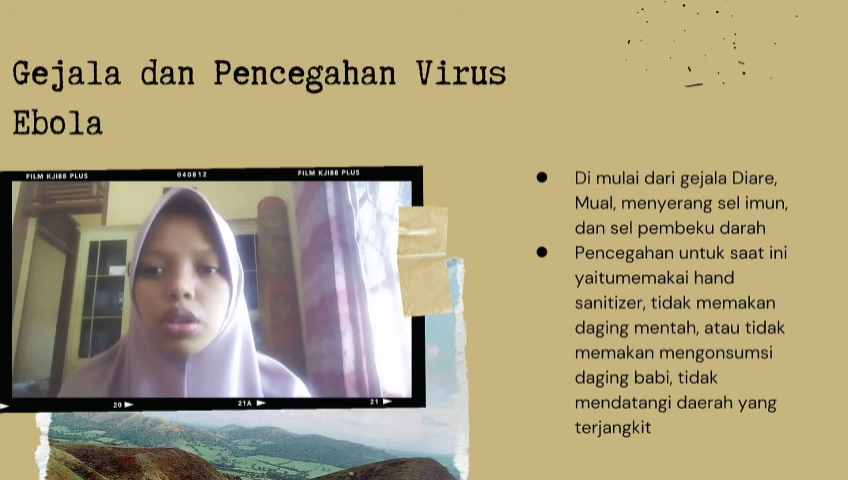 Gejala dan Pencegahan Virus
Ebola
FILM KJI88 PLUS
040812
FILM KJI88 PLUS
Di mulai dari gejala Diare,
Mual, menyerang sel imun,
dan sel pembeku darah
Pencegahan untuk saat ini
yaitumemakai hand
sanitizer, tidak memakan
daging mentah, atau tidak
memakan mengonsumsi
daging babi, tidak
mendatangi daerah yang
terjangkit
20
21A
21